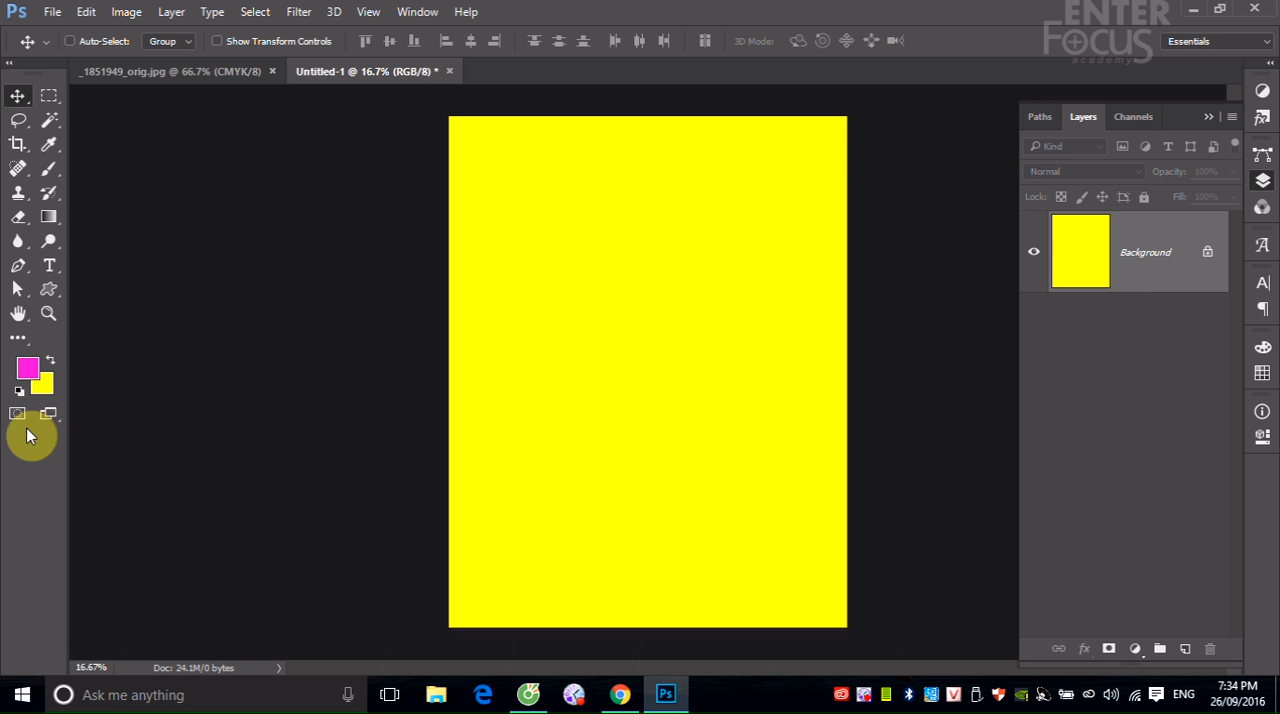 Ps File Edit Image Layer Type Select Filter 3D View Window Help
ENTER
FOCUS
academy
Auto-Select: Group Show Transform Controls 3D Mode: Essentials
_1851949_orig.jpg @ 66.7% (CMYK/8) × Untitled-1 @ 16.7% (RGB/8) * ×
Paths Layers Channels
Kind
Normal Opacity: 100%
Lock: Fill: 100%
Background
16.67% Doc: 24.1M/0 bytes
Ask me anything
Ps
ENG
7:34 PM
26/09/2016